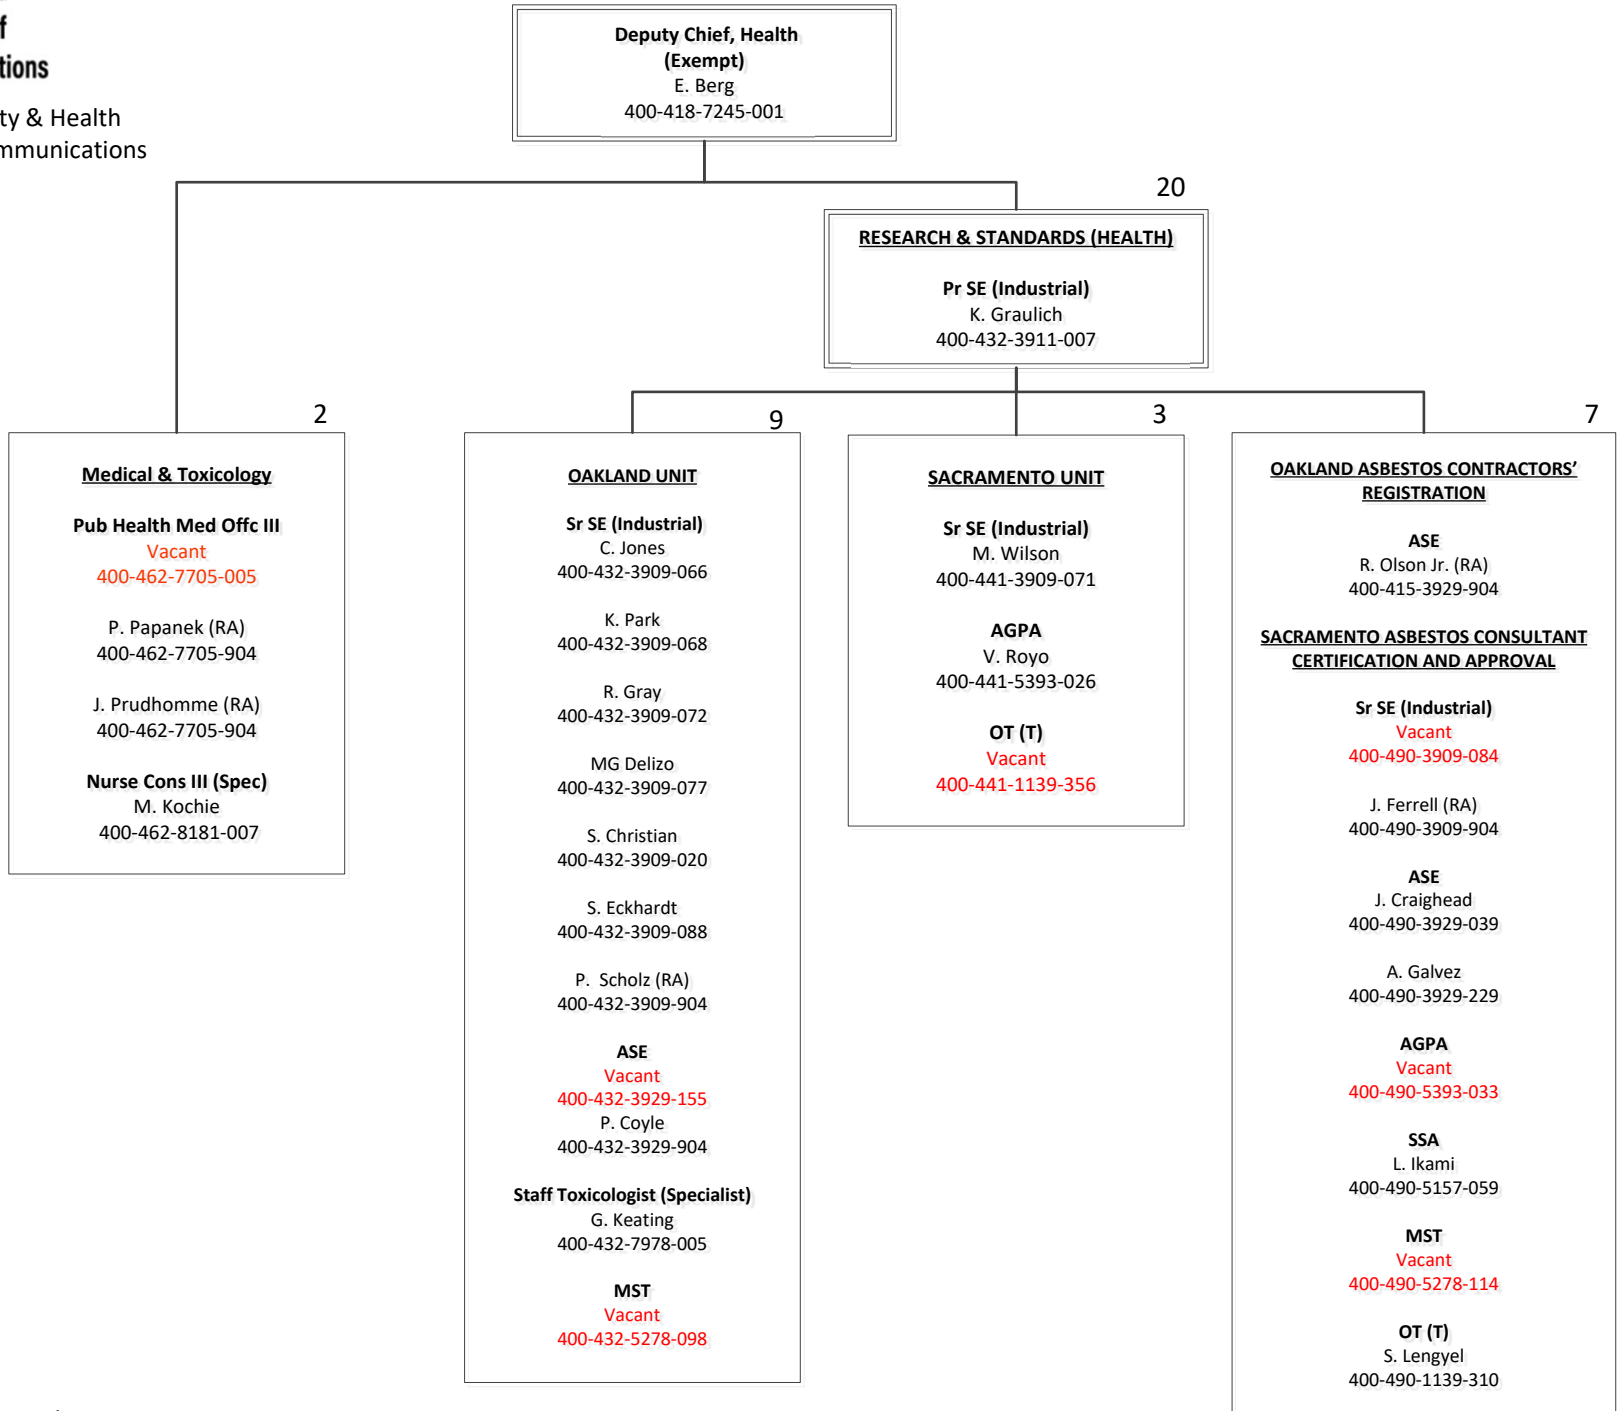 f
tions
ty & Health
mmunications
Deputy Chief, Health
(Exempt)
E. Berg
400-418-7245-001
20
RESEARCH & STANDARDS (HEALTH)
Pr SE (Industrial)
K. Graulich
400-432-3911-007
2
Medical & Toxicology
Pub Health Med Offc III
Vacant
400-462-7705-005
P. Papanek (RA)
400-462-7705-904
J. Prudhomme (RA)
400-462-7705-904
Nurse Cons III (Spec)
M. Kochie
400-462-8181-007
9
OAKLAND UNIT
Sr SE (Industrial)
C. Jones
400-432-3909-066
K. Park
400-432-3909-068
R. Gray
400-432-3909-072
MG Delizo
400-432-3909-077
S. Christian
400-432-3909-020
S. Eckhardt
400-432-3909-088
P. Scholz (RA)
400-432-3909-904
ASE
Vacant
400-432-3929-155
P. Coyle
400-432-3929-904
Staff Toxicologist (Specialist)
G. Keating
400-432-7978-005
MST
Vacant
400-432-5278-098
3
SACRAMENTO UNIT
Sr SE (Industrial)
M. Wilson
400-441-3909-071
AGPA
V. Royo
400-441-5393-026
OT (T)
Vacant
400-441-1139-356
7
OAKLAND ASBESTOS CONTRACTORS’
REGISTRATION
ASE
R. Olson Jr. (RA)
400-415-3929-904
SACRAMENTO ASBESTOS CONSULTANT
CERTIFICATION AND APPROVAL
Sr SE (Industrial)
Vacant
400-490-3909-084
J. Ferrell (RA)
400-490-3909-904
ASE
J. Craighead
400-490-3929-039
A. Galvez
400-490-3929-229
AGPA
Vacant
400-490-5393-033
SSA
L. Ikami
400-490-5157-059
MST
Vacant
400-490-5278-114
OT (T)
S. Lengyel
400-490-1139-310